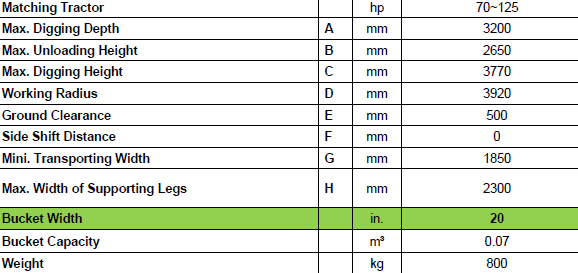 Matching Tractor hp 70~125
Max. Digging Depth A mm 3200
Max. Unloading Height B mm 2650
Max. Digging Height C mm 3770
Working Radius D mm 3920
Ground Clearance E mm 500
Side Shift Distance F mm 0
Mini. Transporting Width G mm 1850
Max. Width of Supporting Legs H mm 2300
Bucket Width in. 20
Bucket Capacity m³ 0.07
Weight kg 800